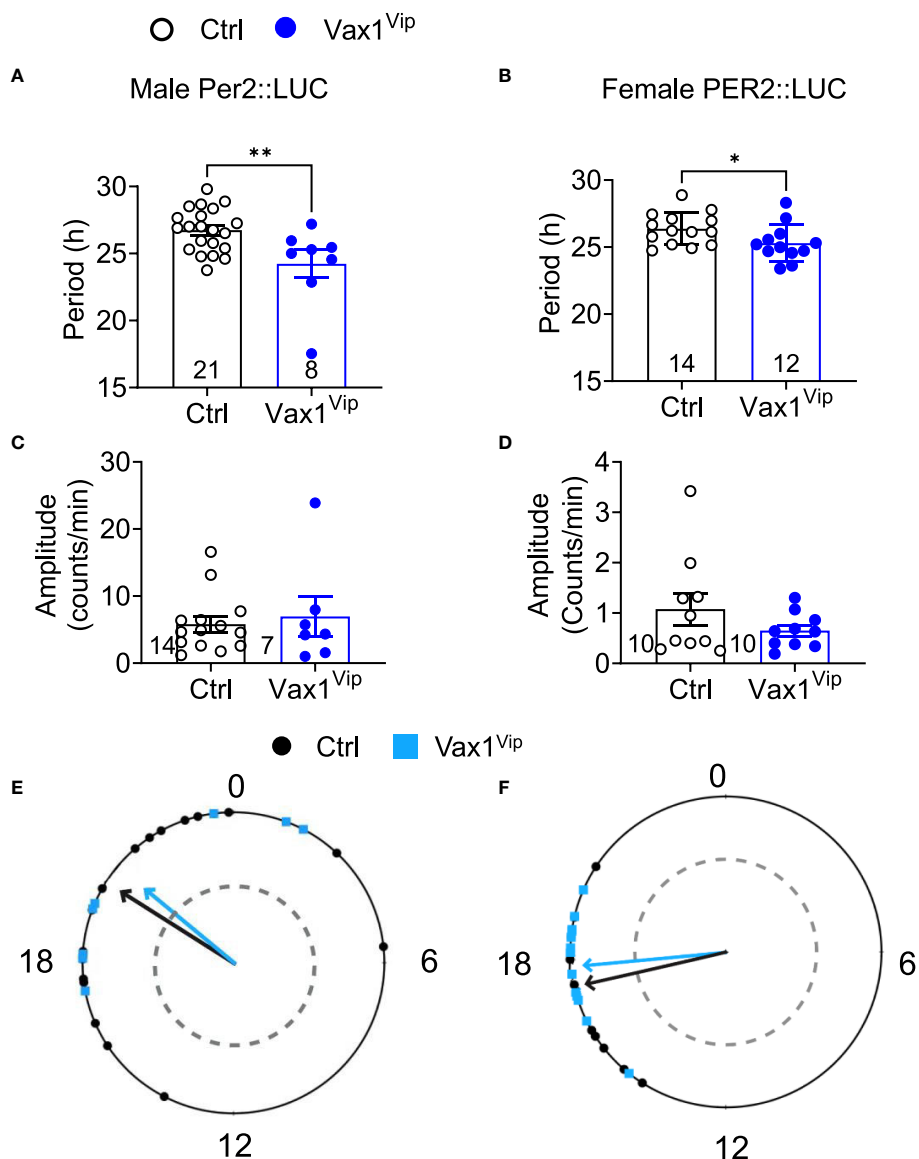 Ctrl Vax1Vip
A B
Male Per2::LUC Female PER2::LUC
** *
Period (h)
30
25
20
15
21 8
Ctrl Vax1Vip
Period (h)
30
25
20
15
14 12
Ctrl Vax1Vip
C D
Amplitude
(counts/min)
30
20
10
0
14 7
Ctrl Vax1Vip
Amplitude
(Counts/min)
4
3
2
1
0
10 10
Ctrl Vax1Vip
Ctrl Vax1Vip
E F
0
18 6
12
0
18 6
12